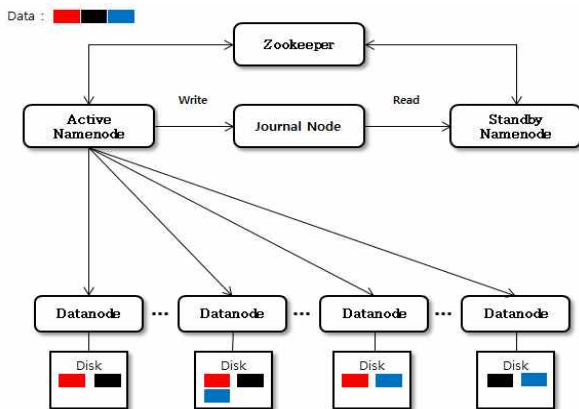 Data :
Zookeeper
Write
Read
Active
Namenode
Journal Node
Standby
Namenode
Datanode ... Datanode ... Datanode ... Datanode
Disk
Disk
Disk
Disk